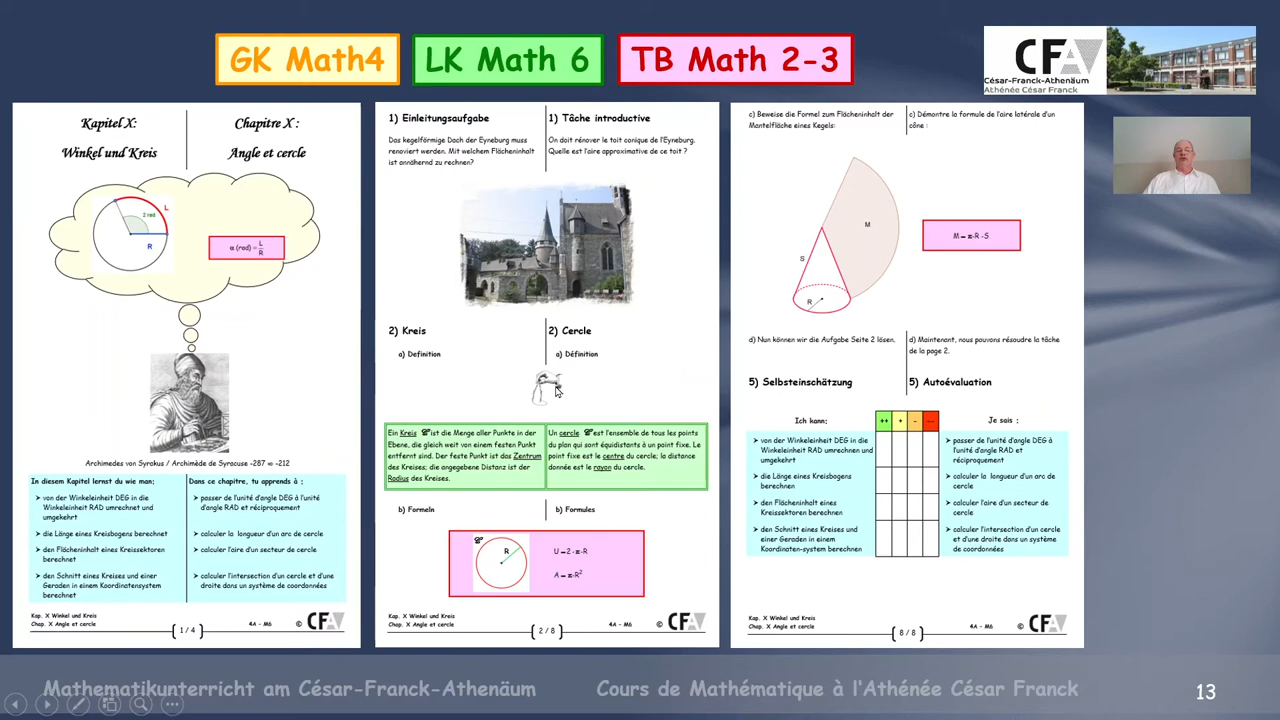 GK Math4
LK Math 6
TB Math 2-3
CFA
César-Franck-Athenäum
Athénée César Franck
Kapitel X:
Winkel und Kreis
Chapitre X :
Angle et cercle
2 rad
L
R
α (rad) = L/R
Archimedes von Syrakus / Archimède de Syracuse -287 ⇔ -212
In diesem Kapitel lernst du wie man:
➢ von der Winkeleinheit DEG in die
Winkeleinheit RAD umrechnet und
umgekehrt
➢ die Länge eines Kreisbogens berechnet
➢ den Flächeninhalt eines Kreissektoren
berechnet
➢ den Schnitt eines Kreises und einer
Geraden in einem Koordinatensystem
berechnet
Dans ce chapitre, tu apprends à :
➢ passer de l'unité d'angle DEG à l'unité
d'angle RAD et réciproquement
➢ calculer la longueur d'un arc de cercle
➢ calculer l'aire d'un secteur de cercle
➢ calculer l'intersection d'un cercle et d'une
droite dans un système de coordonnées
Kap. X Winkel und Kreis
Chap. X Angle et cercle
1 / 4
4A – M6
© CFA
1) Einleitungsaufgabe
Das kegelförmige Dach der Eyneburg muss
renoviert werden. Mit welchem Flächeninhalt
ist annähernd zu rechnen?
1) Tâche introductive
On doit rénover le toit conique de l'Eyneburg.
Quelle est l'aire approximative de ce toit ?
2) Kreis
a) Definition
2) Cercle
a) Définition
Ein Kreis 𝒞 ist die Menge aller Punkte in der
Ebene, die gleich weit von einem festen Punkt
entfernt sind. Der feste Punkt ist das Zentrum
des Kreises; die angegebene Distanz ist der
Radius des Kreises.
Un cercle 𝒞 est l'ensemble de tous les points
du plan qui sont équidistants à un point fixe. Le
point fixe est le centre du cercle; la distance
donnée est le rayon du cercle.
b) Formeln
b) Formules
𝒞
R
U = 2·π·R
A = π·R²
Kap. X Winkel und Kreis
Chap. X Angle et cercle
2 / 8
4A – M6
© CFA
c) Beweise die Formel zum Flächeninhalt der
Mantelfläche eines Kegels:
c) Démontre la formule de l'aire latérale d'un
cône :
M
S
R
M = π·R·S
d) Nun können wir die Aufgabe Seite 2 lösen.
d) Maintenant, nous pouvons résoudre la tâche
de la page 2.
5) Selbsteinschätzung
5) Autoévaluation
Ich kann:
++
+
-
--
Je sais :
➢ von der Winkeleinheit DEG in die
Winkeleinheit RAD umrechnen und
umgekehrt
➢ die Länge eines Kreisbogens
berechnen
➢ den Flächeninhalt eines
Kreissektoren berechnen
➢ den Schnitt eines Kreises und
einer Geraden in einem
Koordinaten-system berechnen
➢ passer de l'unité d'angle DEG à
l'unité d'angle RAD et
réciproquement
➢ calculer la longueur d'un arc de
cercle
➢ calculer l'aire d'un secteur de
cercle
➢ calculer l'intersection d'un cercle
et d'une droite dans un système
de coordonnées
Kap. X Winkel und Kreis
Chap. X Angle et cercle
8 / 8
4A – M6
© CFA
Mathematikunterricht am César-Franck-Athenäum
Cours de Mathématique à l'Athénée César Franck
13